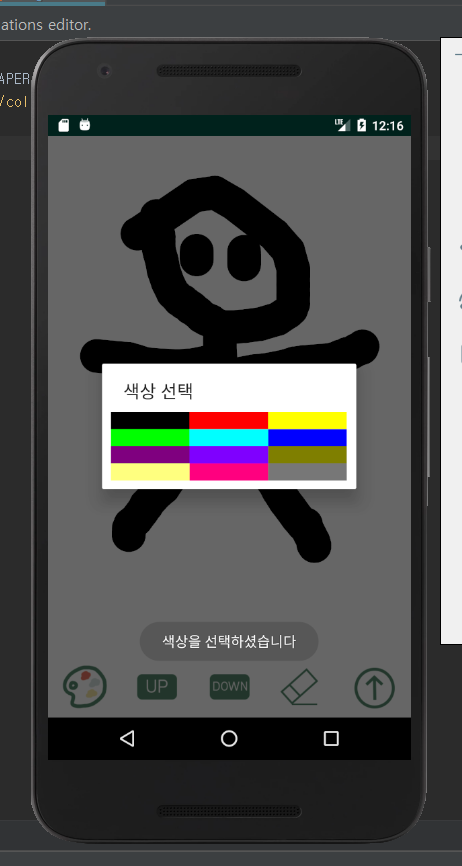 ations editor.
APER
/col
LTE 12:16
색상 선택
색상을 선택하셨습니다
UP DOWN